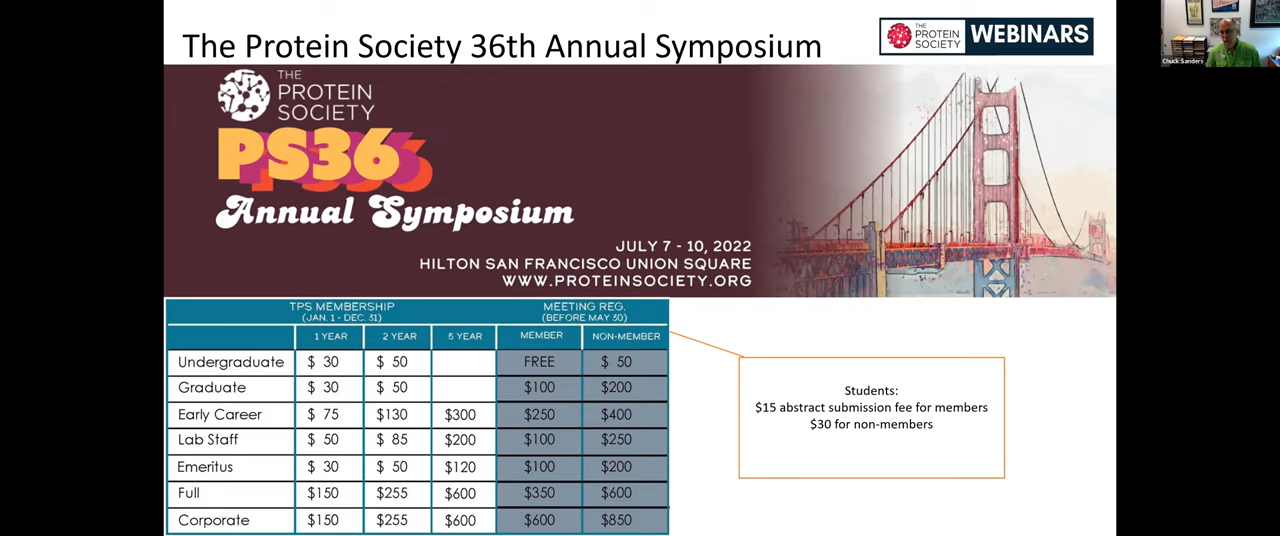 The Protein Society 36th Annual Symposium
THE
PROTEIN
SOCIETY
WEBINARS
Chuck Sanders
THE
PROTEIN
SOCIETY
PS36
Annual Symposium
JULY 7 - 10, 2022
HILTON SAN FRANCISCO UNION SQUARE
WWW.PROTEINSOCIETY.ORG
TPS MEMBERSHIP MEETING REG.
(JAN. 1 - DEC. 31) (BEFORE MAY 30)
1 YEAR 2 YEAR 5 YEAR MEMBER NON-MEMBER
Undergraduate $ 30 $ 50 FREE $ 50
Graduate $ 30 $ 50 $100 $200
Early Career $ 75 $130 $300 $250 $400
Lab Staff $ 50 $ 85 $200 $100 $250
Emeritus $ 30 $ 50 $120 $100 $200
Full $150 $255 $600 $350 $600
Corporate $150 $255 $600 $600 $850
Students:
$15 abstract submission fee for members
$30 for non-members